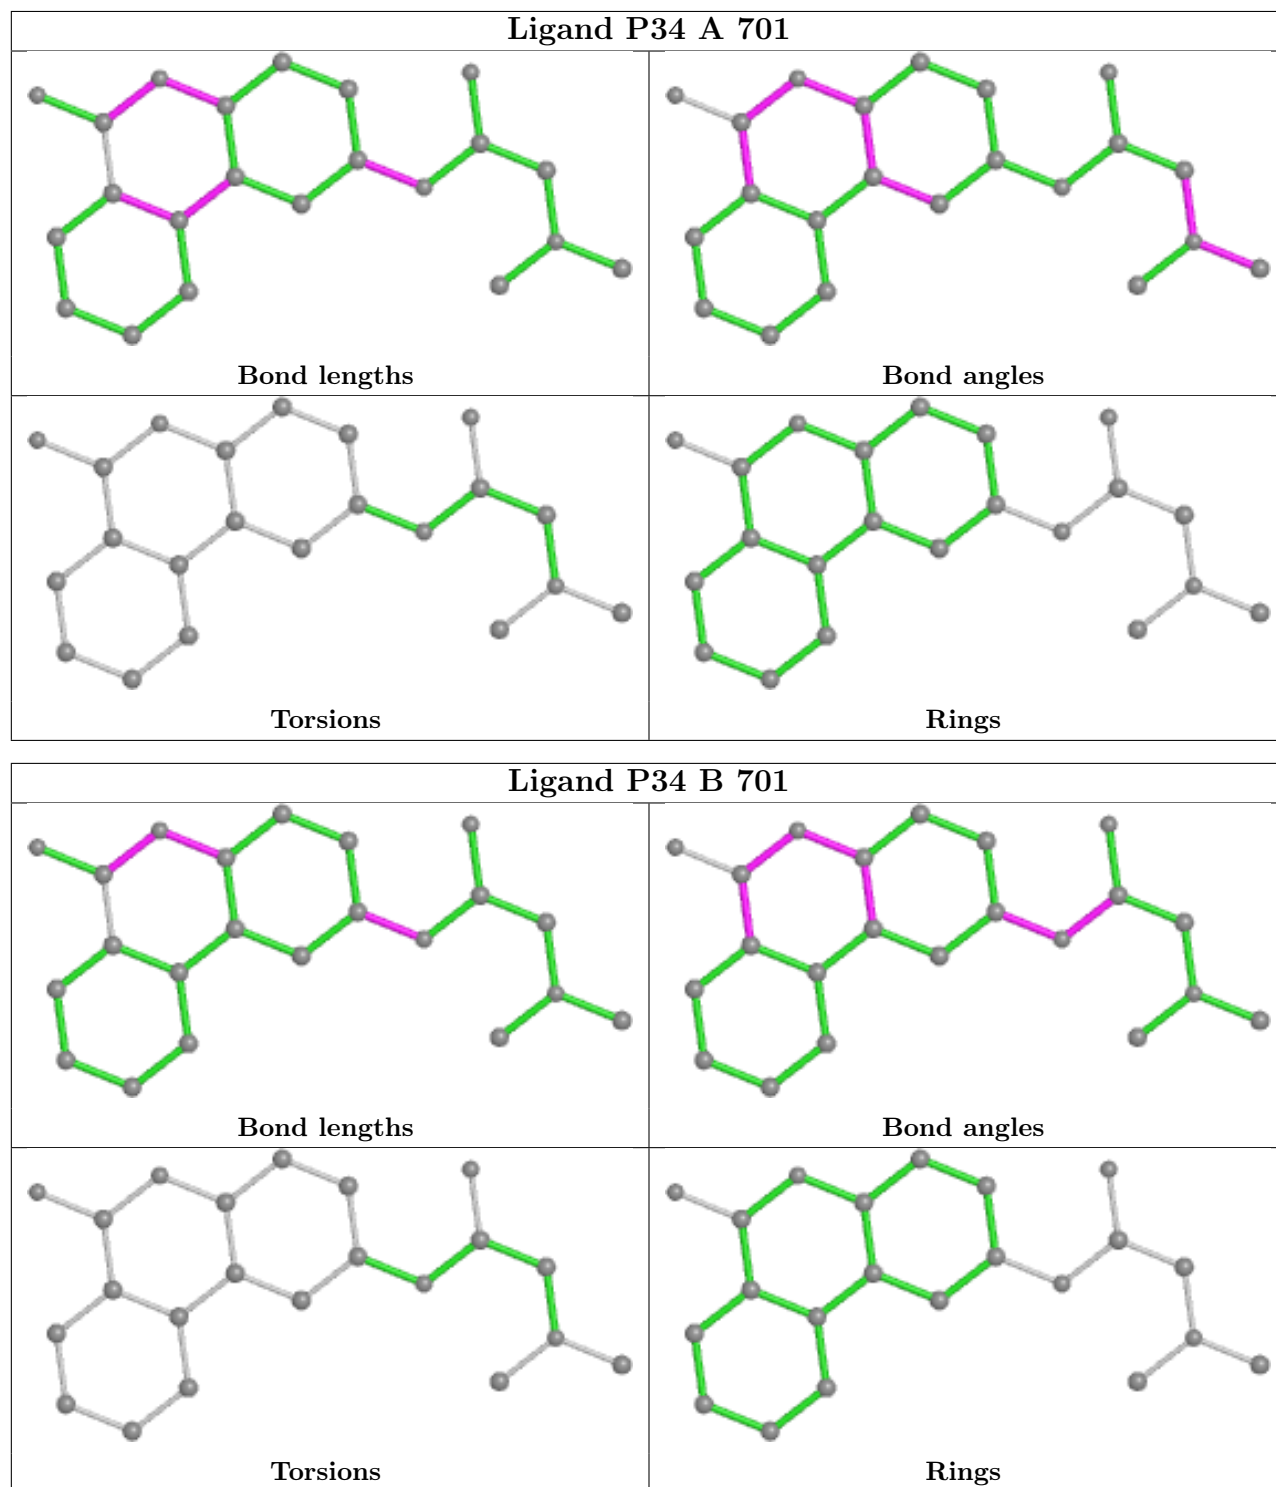 Ligand P34 A 701
Bond lengths
Bond angles
Torsions
Rings
Ligand P34 B 701
Bond lengths
Bond angles
Torsions
Rings